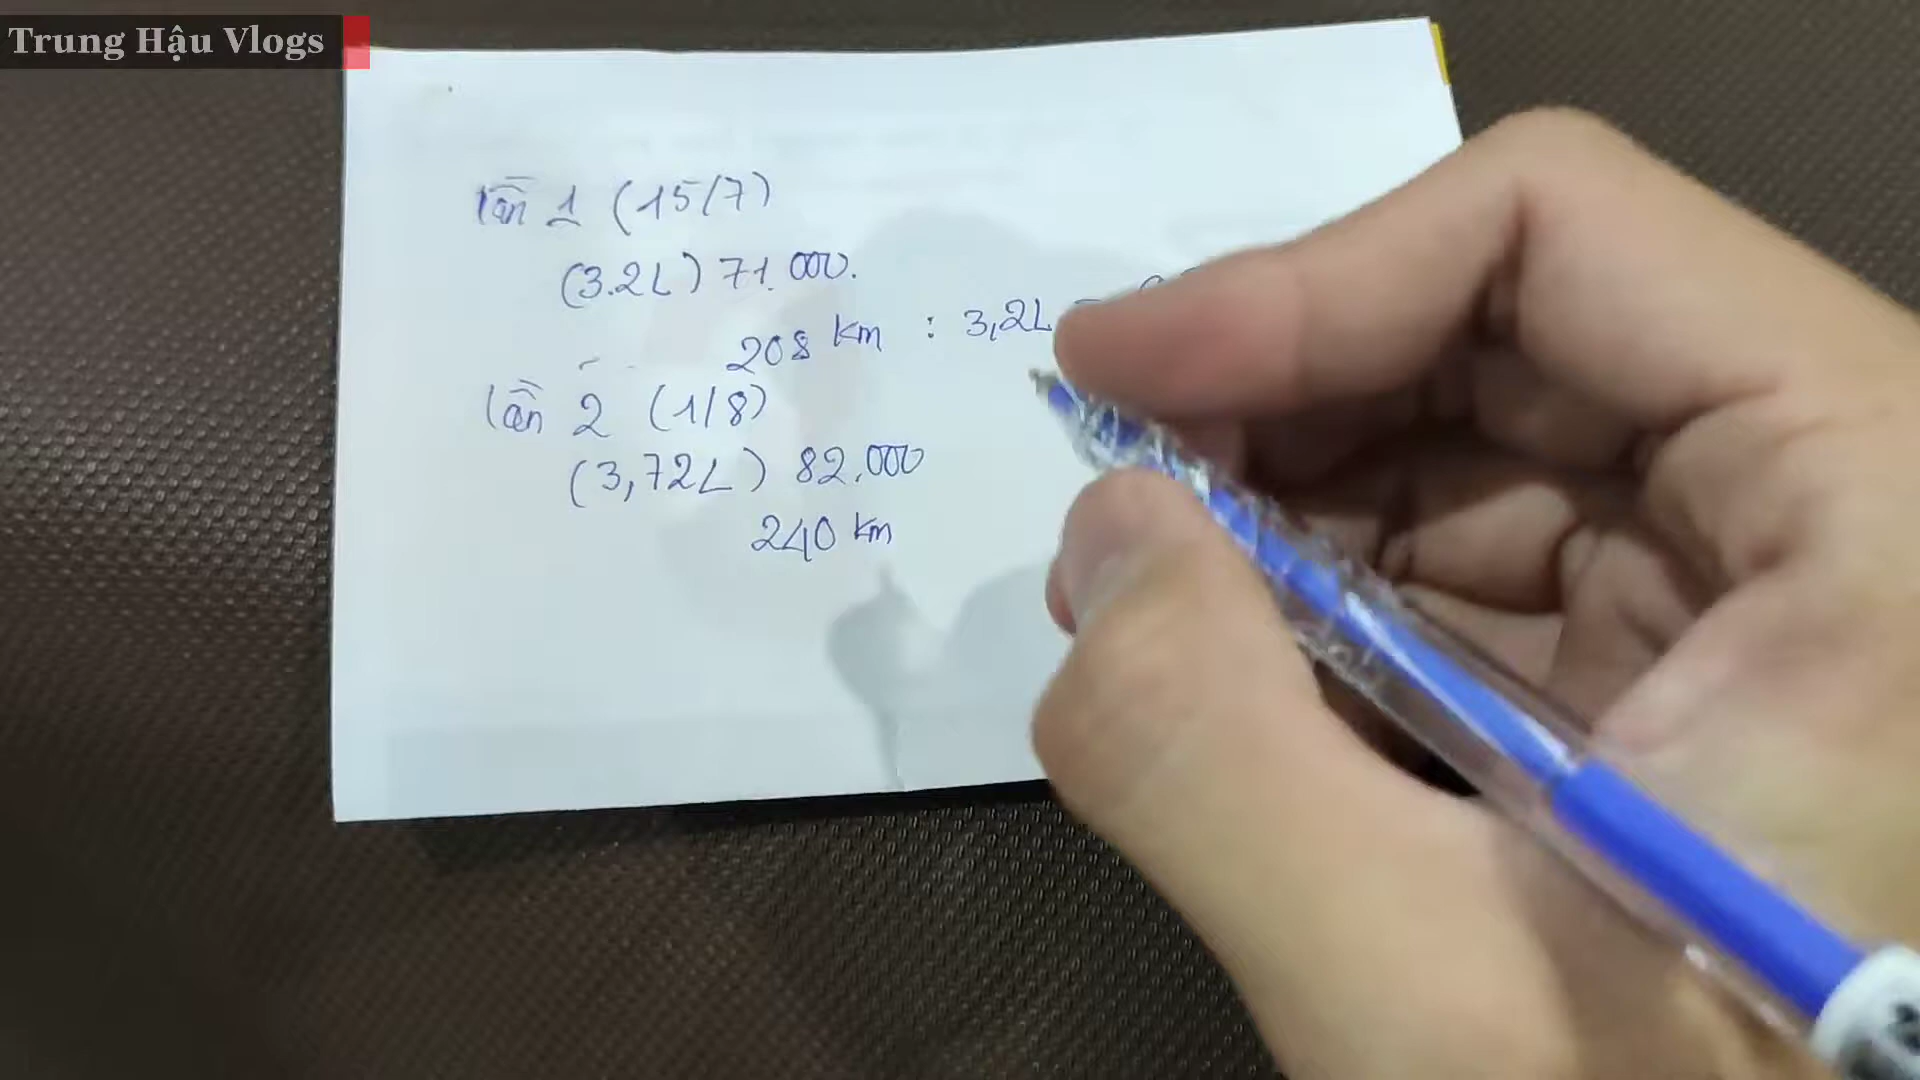 Trung Hậu Vlogs
lần 1 (15/7)
(3.2L) 71.000.
208 km : 3,2L =
lần 2 (1/8)
(3,72L) 82.000
240 km